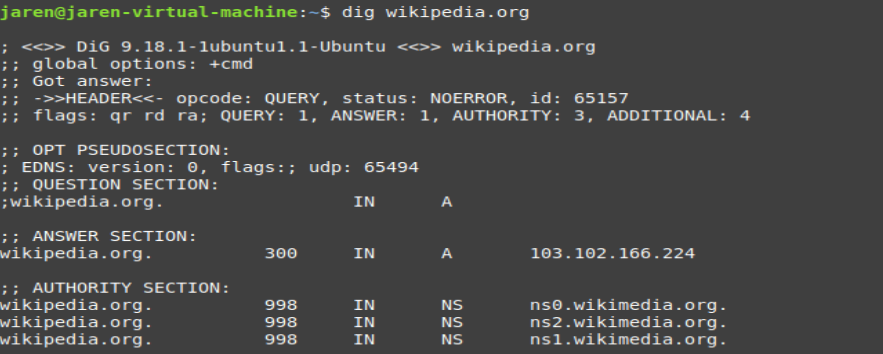 jaren@jaren-virtual-machine:~$ dig wikipedia.org
; <<>> DiG 9.18.1-1ubuntu1.1-Ubuntu <<>> wikipedia.org
;; global options: +cmd
;; Got answer:
;; ->>HEADER<<- opcode: QUERY, status: NOERROR, id: 65157
;; flags: qr rd ra; QUERY: 1, ANSWER: 1, AUTHORITY: 3, ADDITIONAL: 4
;; OPT PSEUDOSECTION:
; EDNS: version: 0, flags:; udp: 65494
;; QUESTION SECTION:
;wikipedia.org. IN A
;; ANSWER SECTION:
wikipedia.org. 300 IN A 103.102.166.224
;; AUTHORITY SECTION:
wikipedia.org. 998 IN NS ns0.wikimedia.org.
wikipedia.org. 998 IN NS ns2.wikimedia.org.
wikipedia.org. 998 IN NS ns1.wikimedia.org.